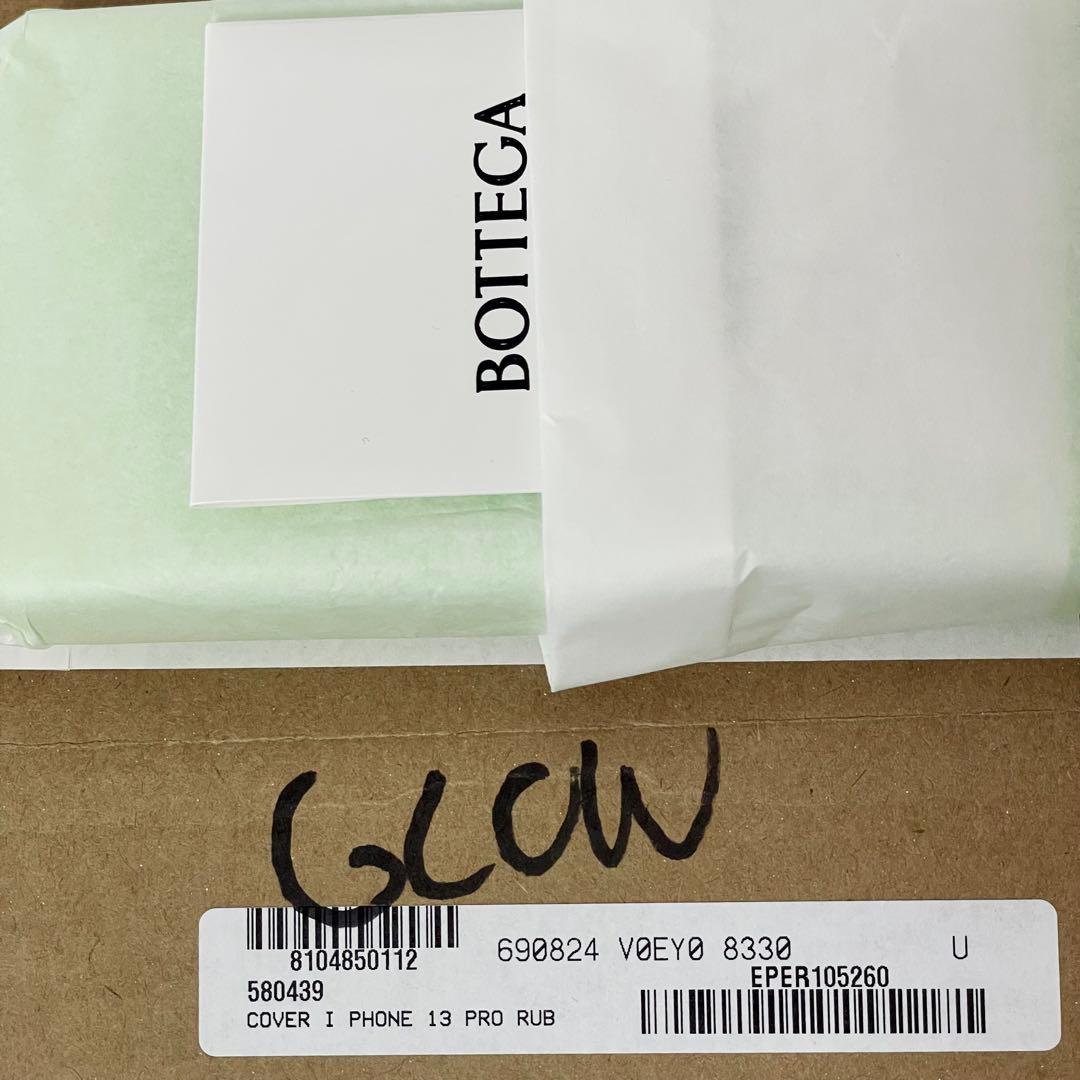 BOTTEGA
GLOW
8104850112
690824 V0EY0 8330 U
580439
EPER105260
COVER I PHONE 13 PRO RUB